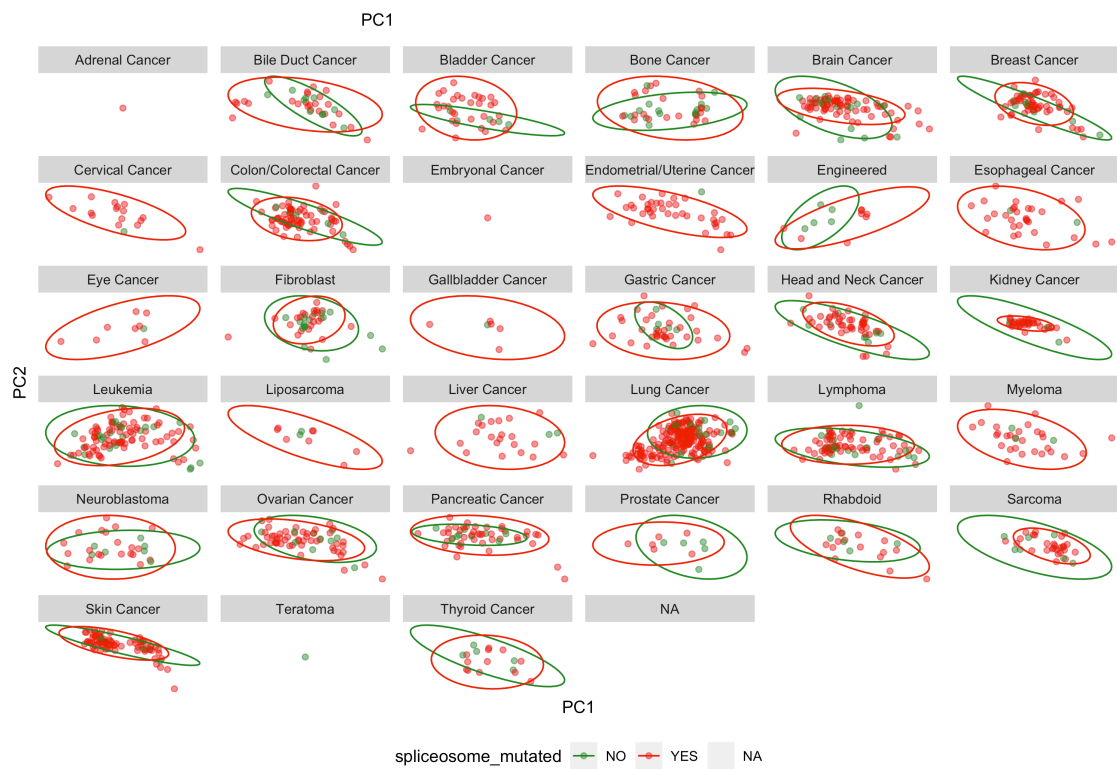 PC1
Adrenal Cancer Bile Duct Cancer Bladder Cancer Bone Cancer Brain Cancer Breast Cancer
Cervical Cancer Colon/Colorectal Cancer Embryonal Cancer Endometrial/Uterine Cancer Engineered Esophageal Cancer
Eye Cancer Fibroblast Gallbladder Cancer Gastric Cancer Head and Neck Cancer Kidney Cancer
PC2
Leukemia Liposarcoma Liver Cancer Lung Cancer Lymphoma Myeloma
Neuroblastoma Ovarian Cancer Pancreatic Cancer Prostate Cancer Rhabdoid Sarcoma
Skin Cancer Teratoma Thyroid Cancer NA
PC1
spliceosome_mutated NO YES NA